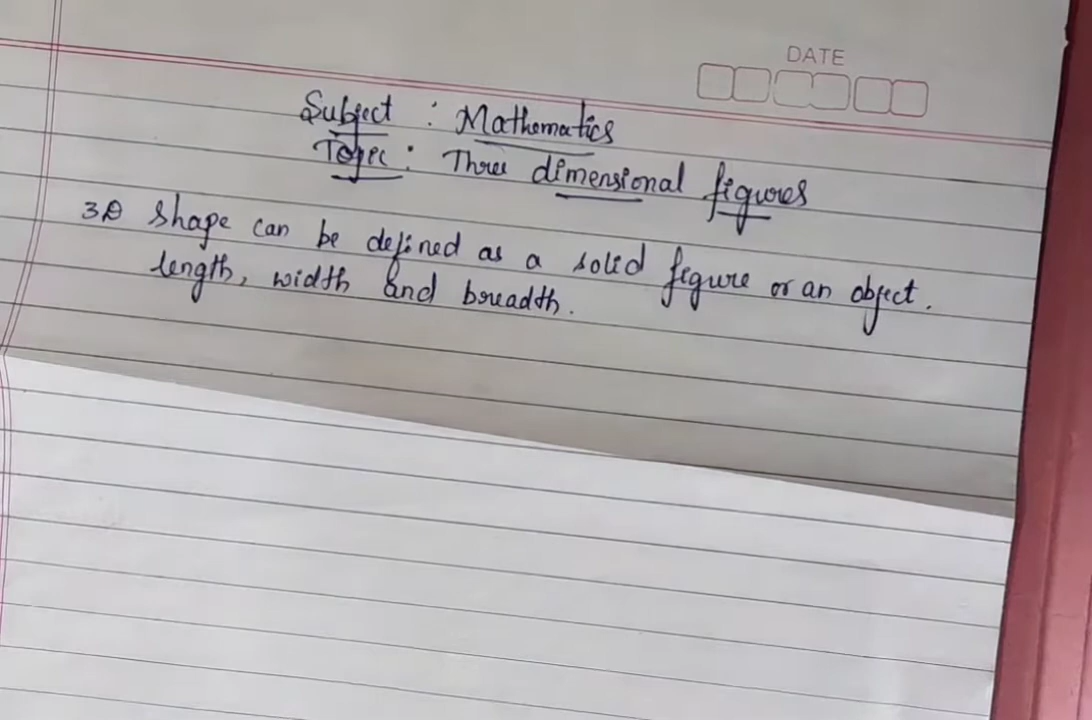 DATE
Subject : Mathematics
Topic : Three dimensional figures
3D shape can be defined as a solid figure or an object.
length, width and breadth.